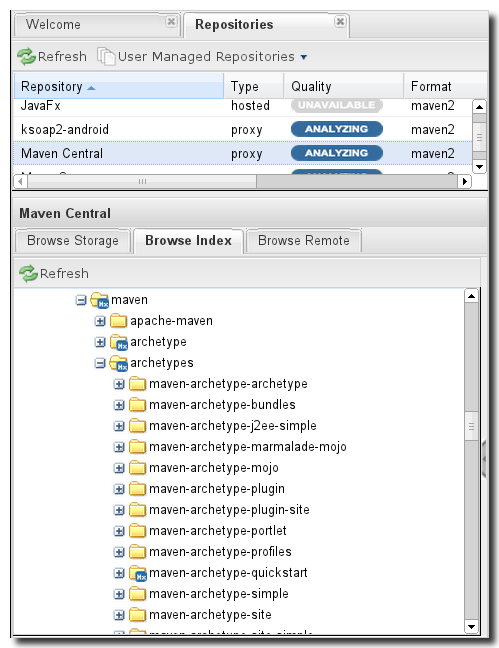 Welcome Repositories
Refresh User Managed Repositories
Repository Type Quality Format
JavaFx hosted UNAVAILABLE maven2
ksoap2-android proxy ANALYZING maven2
Maven Central proxy ANALYZING maven2
Maven Central
Browse Storage Browse Index Browse Remote
Refresh
maven
apache-maven
archetype
archetypes
maven-archetype-archetype
maven-archetype-bundles
maven-archetype-j2ee-simple
maven-archetype-marmalade-mojo
maven-archetype-mojo
maven-archetype-plugin
maven-archetype-plugin-site
maven-archetype-portlet
maven-archetype-profiles
maven-archetype-quickstart
maven-archetype-simple
maven-archetype-site
maven-archetype-site-simple